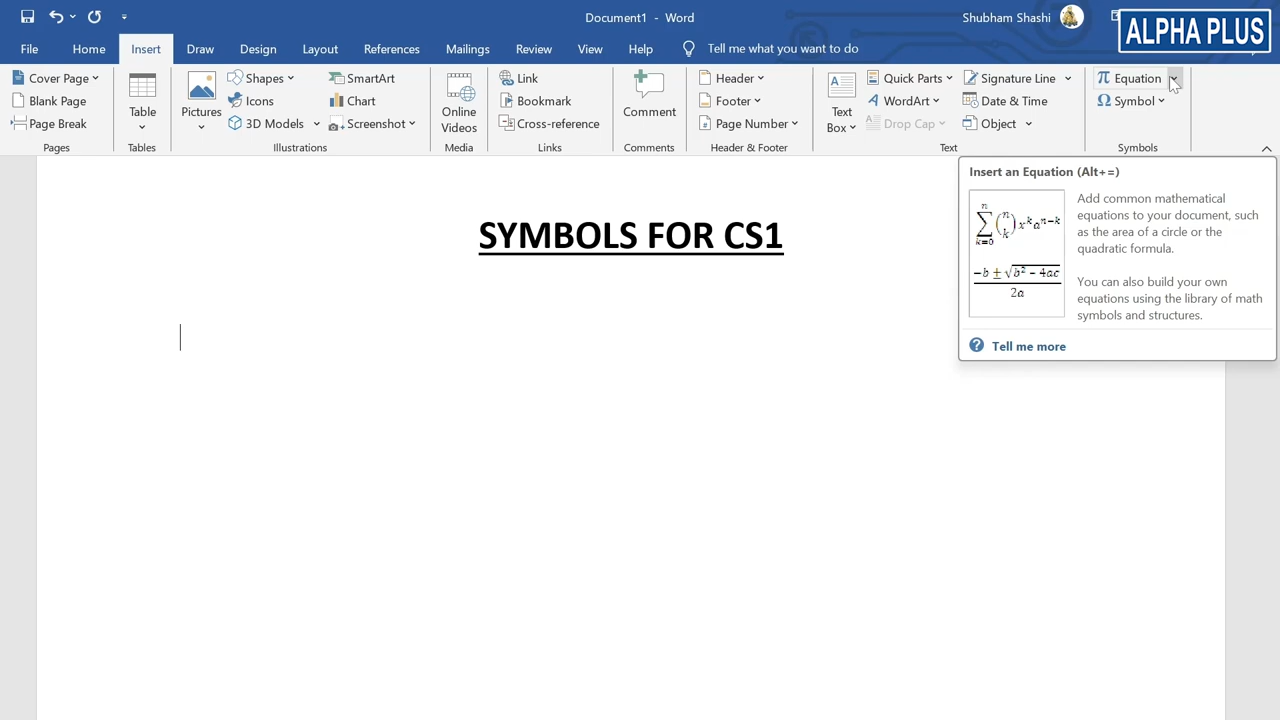 Document1 - Word
Shubham Shashi
ALPHA PLUS
File Home Insert Draw Design Layout References Mailings Review View Help Tell me what you want to do
Cover Page
Blank Page
Page Break
Pages
Table
Tables
Pictures
Shapes
Icons
3D Models
SmartArt
Chart
Screenshot
Illustrations
Online
Videos
Media
Link
Bookmark
Cross-reference
Links
Comment
Comments
Header
Footer
Page Number
Header & Footer
Text
Box
Quick Parts
WordArt
Drop Cap
Signature Line
Date & Time
Object
Text
π Equation
Ω Symbol
Symbols
Insert an Equation (Alt+=)
Add common mathematical
equations to your document, such
as the area of a circle or the
quadratic formula.
You can also build your own
equations using the library of math
symbols and structures.
n
∑ (n k) x^k a^n−k
k=0
−b ± √b² − 4ac
2a
Tell me more
SYMBOLS FOR CS1